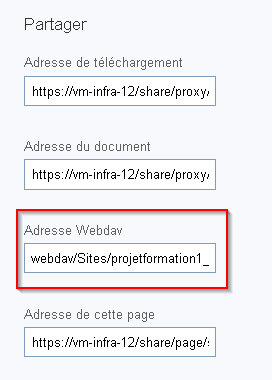 Partager
Adresse de téléchargement
https://vm-infra-12/share/proxy/
Adresse du document
https://vm-infra-12/share/proxy/
Adresse Webdav
webdav/Sites/projetformation1_
Adresse de cette page
https://vm-infra-12/share/page/s